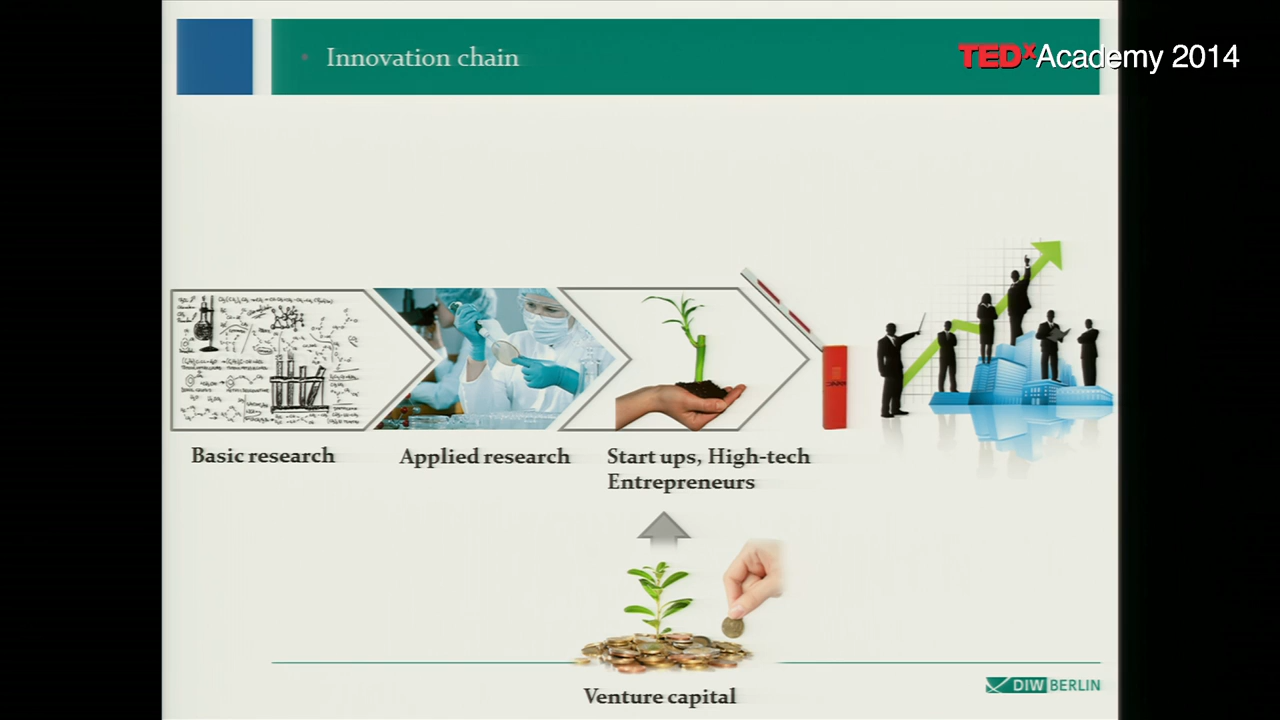 Innovation chain
TEDxAcademy 2014
Basic research
Applied research
Start ups, High-tech
Entrepreneurs
Venture capital
DIW BERLIN